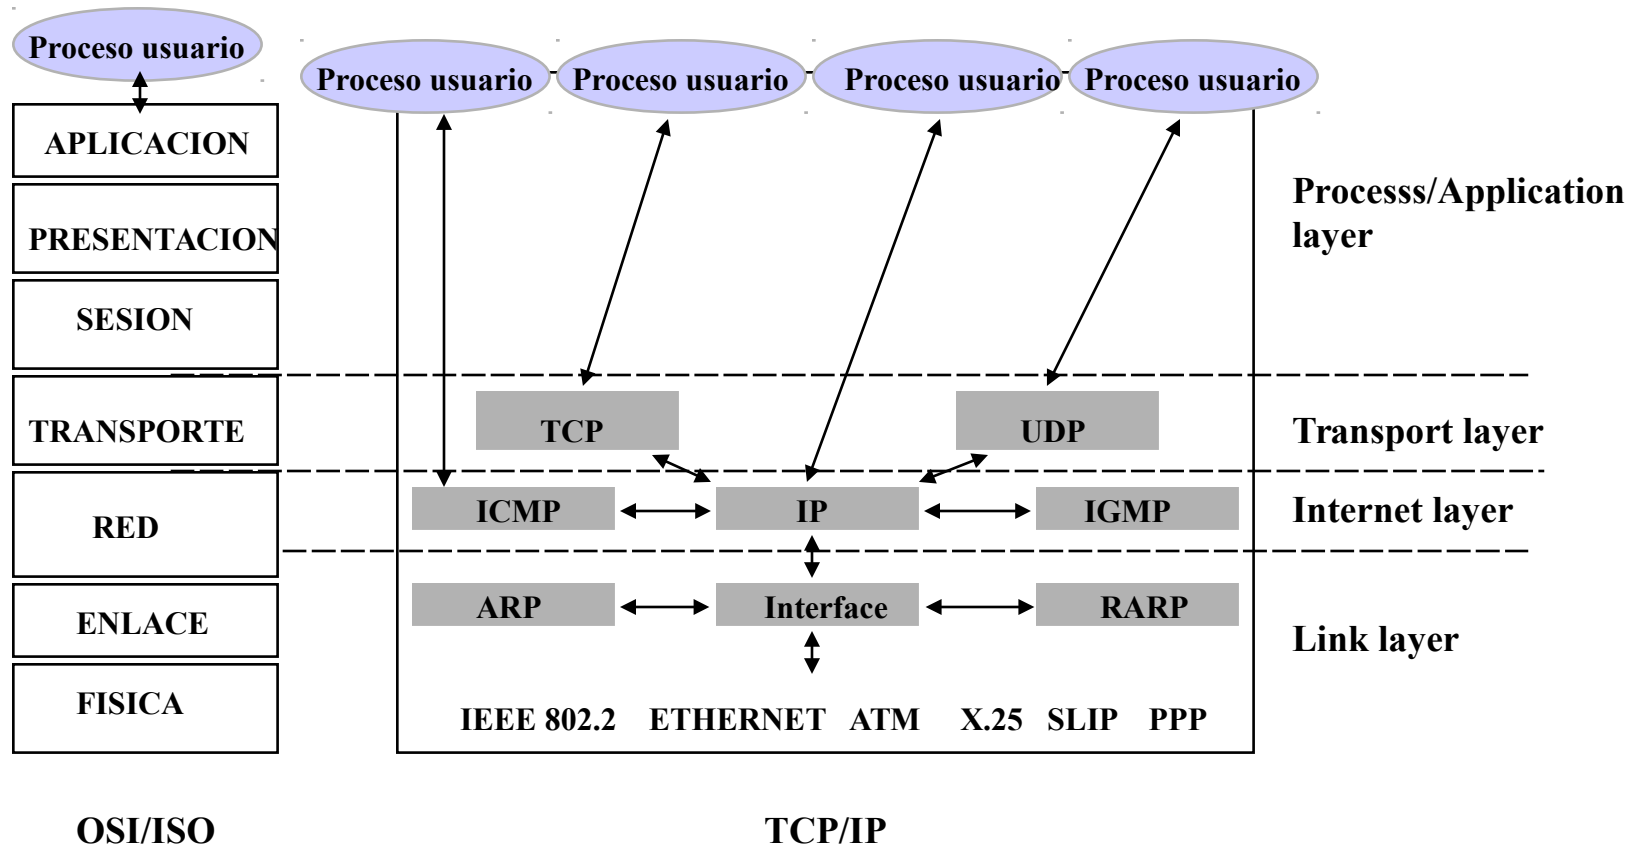 Proceso usuario
Proceso usuario Proceso usuario Proceso usuario Proceso usuario
APLICACION
PRESENTACION
SESION
TRANSPORTE
RED
ENLACE
FISICA
TCP
UDP
ICMP
IP
IGMP
ARP
Interface
RARP
IEEE 802.2 ETHERNET ATM X.25 SLIP PPP
Processs/Application
layer
Transport layer
Internet layer
Link layer
OSI/ISO
TCP/IP